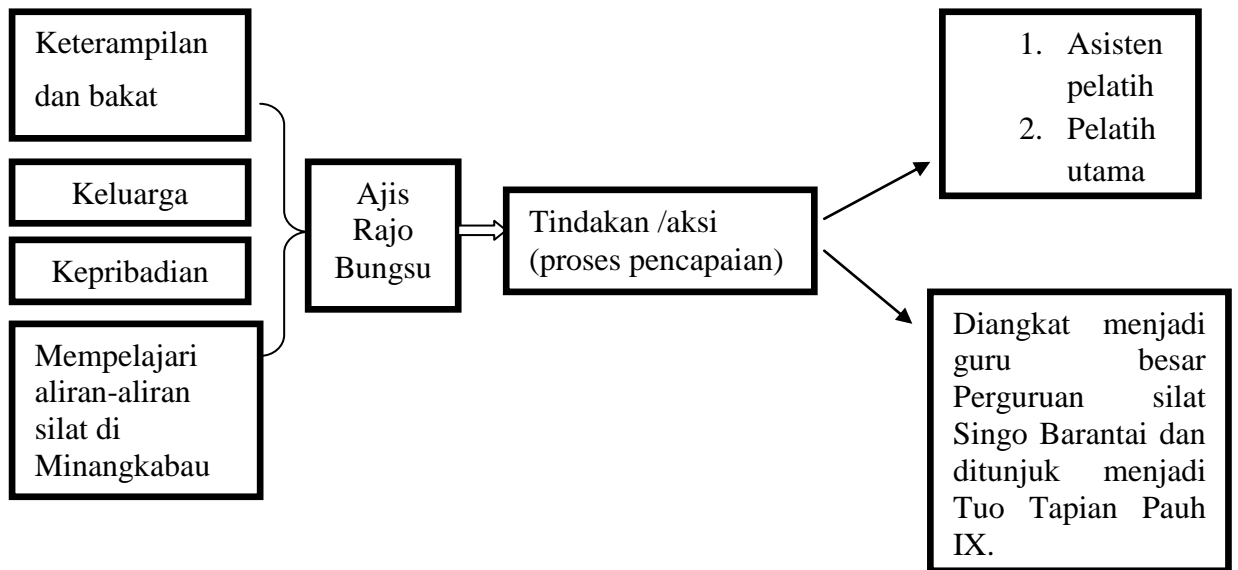 Keterampilan
dan bakat
Keluarga
Kepribadian
Mempelajari
aliran-aliran
silat di
Minangkabau
Ajis
Rajo
Bungsu
Tindakan /aksi
(proses pencapaian)
1. Asisten
pelatih
2. Pelatih
utama
Diangkat menjadi
guru besar
Perguruan silat
Singo Barantai dan
ditunjuk menjadi
Tuo Tapian Pauh
IX.